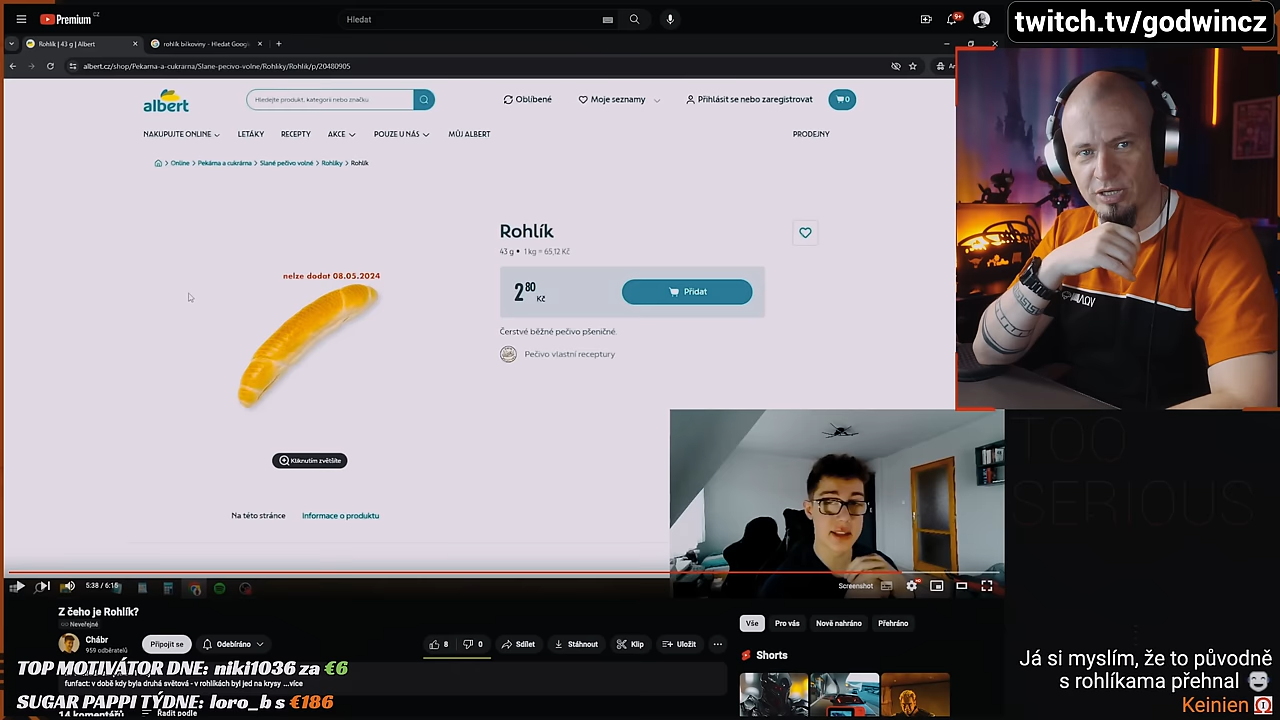 Premium CZ
Hledat
9+
twitch.tv/godwincz
Rohlík | 43 g | Albert
rohlík bílkoviny - Hledat Goog
albert.cz/shop/Pekarna-a-cukrarna/Slane-pecivo-volne/Rohliky/Rohlik/p/20480905
albert
Hledejte produkt, kategorii nebo značku
Oblíbené
Moje seznamy
Přihlásit se nebo zaregistrovat
0
NAKUPUJTE ONLINE
LETÁKY
RECEPTY
AKCE
POUZE U NÁS
MŮJ ALBERT
PRODEJNY
Online > Pekárna a cukrárna > Slané pečivo volné > Rohlíky > Rohlík
Rohlík
43 g • 1 kg = 65,12 Kč
nelze dodat 08.05.2024
2 80 Kč
Přidat
Čerstvé běžné pečivo pšeničné.
Pečivo vlastní receptury
Kliknutím zvětšíte
Na této stránce
Informace o produktu
TOO
SERIOUS
5:38 / 6:15
Screenshot
Z čeho je Rohlík?
Neveřejné
Chábr
959 odběratelů
Připojit se
Odebíráno
8
0
Sdílet
Stáhnout
Klip
Uložit
Vše
Pro vás
Nově nahráno
Přehráno
Shorts
TOP MOTIVÁTOR DNE: niki1036 za €6
funfact: v době kdy byla druhá světová - v rohlíkách byl jed na krysy ...více
SUGAR PAPPI TÝDNE: loro_b s €186
14 komentářů
Řadit podle
Já si myslím, že to původně
s rohlíkama přehnal
Keinien